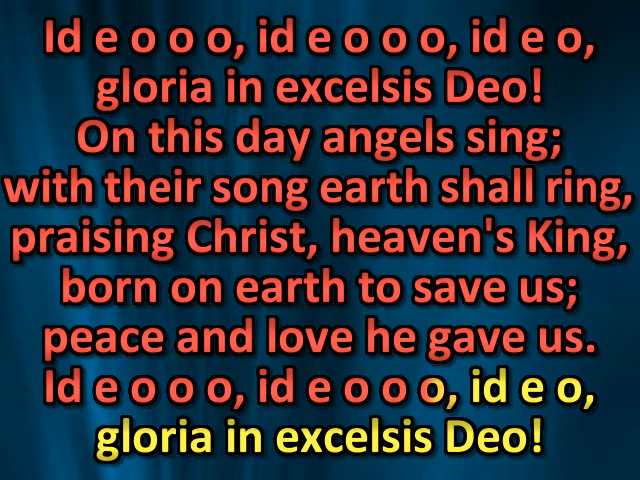 Id e o o o, id e o o o, id e o,
gloria in excelsis Deo!
On this day angels sing;
with their song earth shall ring,
praising Christ, heaven's King,
born on earth to save us;
peace and love he gave us.
Id e o o o, id e o o o, id e o,
gloria in excelsis Deo!